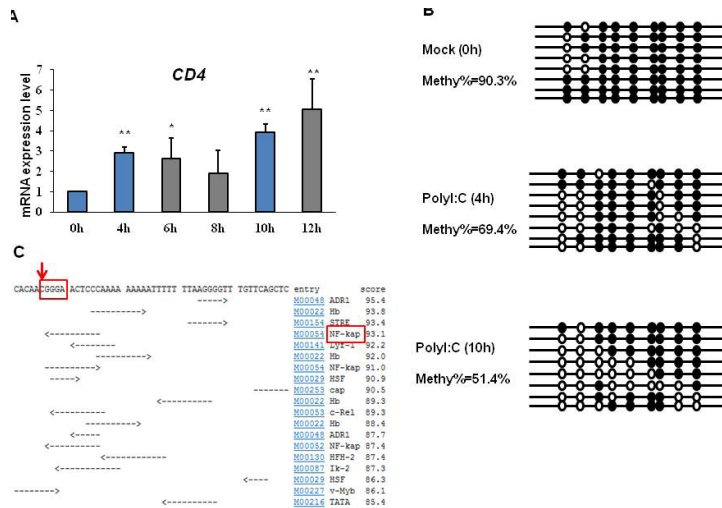 A
CD4
mRNA expression level
7
6
5
4
3
2
1
0
**
*
**
**
0h
4h
6h
8h
10h
12h
B
Mock (0h)
Methy%=90.3%
PolyI:C (4h)
Methy%=69.4%
PolyI:C (10h)
Methy%=51.4%
C
CACAACGGGA ACTCCCAAAA AAAAATTTTT TTAAGGGGTT TGTTCAGCTC entry score
M00048 ADR1 95.4
M00022 Hb 93.8
M00154 STRE 93.4
M00054 NF-kap 93.1
M00141 Lyf-1 92.2
M00022 Hb 92.0
M00054 NF-kap 91.0
M00029 HSF 90.9
M00253 cap 90.5
M00022 Hb 89.3
M00053 c-Rel 89.3
M00022 Hb 88.4
M00048 ADR1 87.7
M00052 NF-kap 87.4
M00130 HFH-2 87.4
M00087 Ik-2 87.3
M00029 HSF 86.3
M00227 v-Myb 86.1
M00216 TATA 85.4